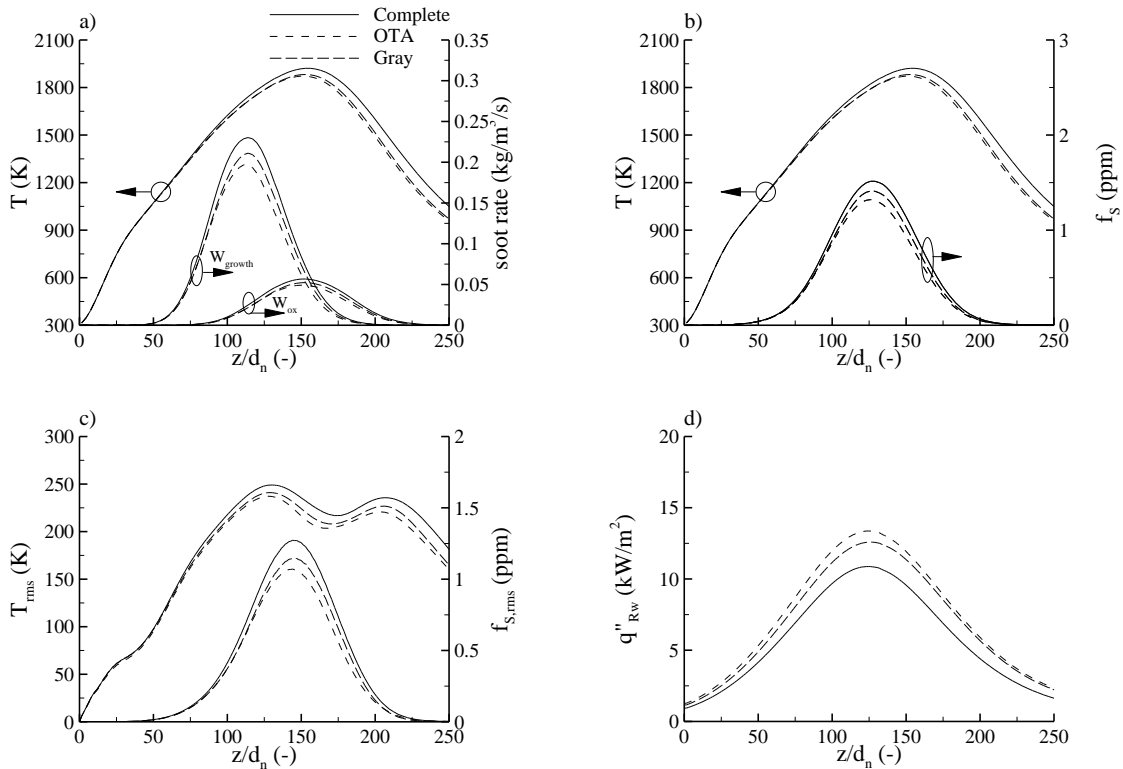 a)
Complete
OTA
Gray
2100
1800
1500
1200
900
600
300
T (K)
0.35
0.3
0.25
0.2
0.15
0.1
0.05
0
soot rate (kg/m³/s)
W_growth
W_ox
0 50 100 150 200 250
z/d_n (-)
b)
2100
1800
1500
1200
900
600
300
T (K)
3
2
1
0
f_s (ppm)
0 50 100 150 200 250
z/d_n (-)
c)
300
250
200
150
100
50
0
T_rms (K)
2
1.5
1
0.5
0
f_S,rms (ppm)
0 50 100 150 200 250
z/d_n (-)
d)
20
15
10
5
0
q"_Rw (kW/m²)
0 50 100 150 200 250
z/d_n (-)